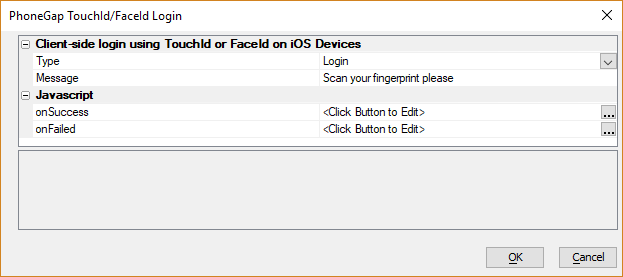 PhoneGap TouchId/FaceId Login
Client-side login using TouchId or FaceId on iOS Devices
Type Login
Message Scan your fingerprint please
Javascript
onSuccess <Click Button to Edit> ...
onFailed <Click Button to Edit> ...
OK Cancel